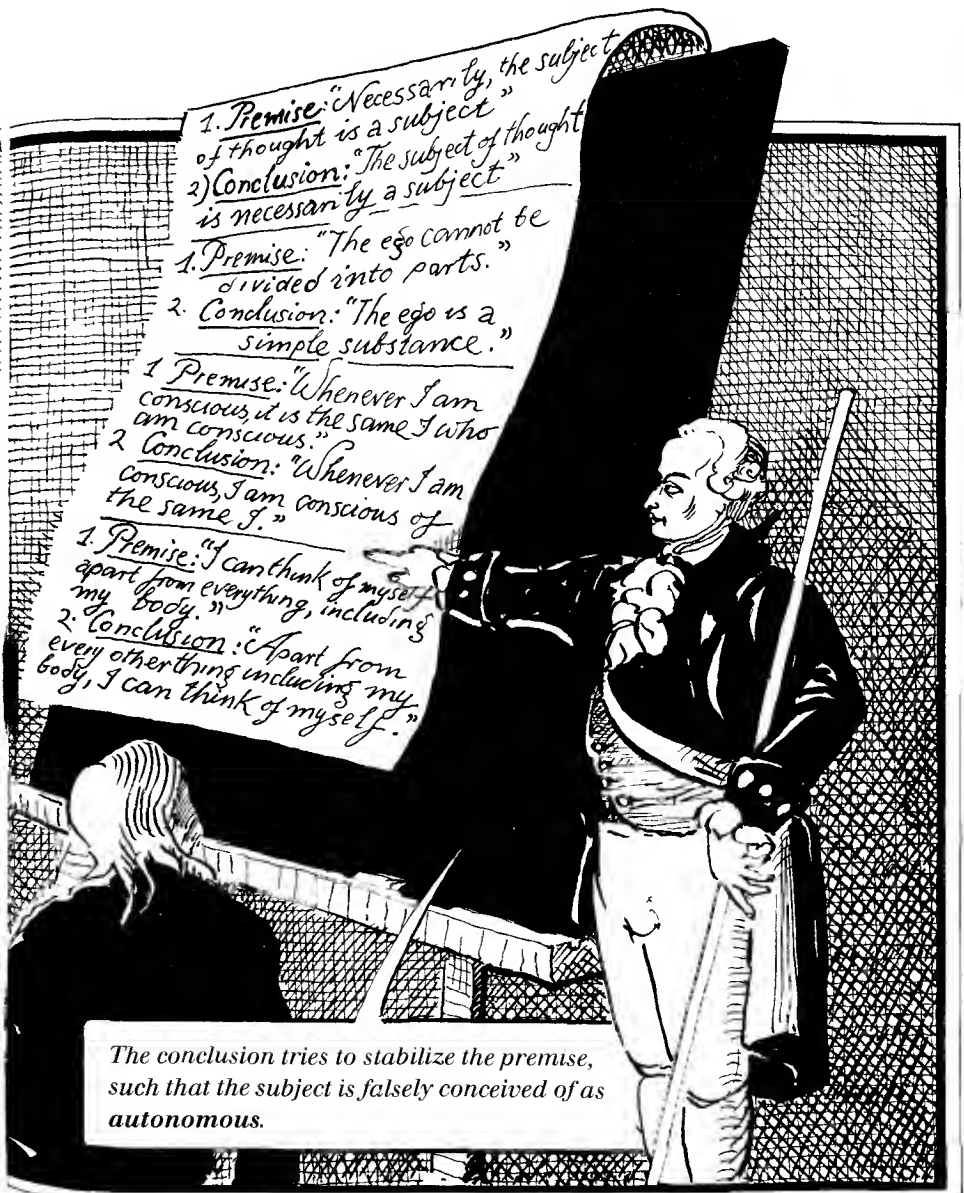 1. Premise: "Necessarily, the subject
of thought is a subject"
2) Conclusion: "The subject of thought
is necessarily a subject"
1. Premise: "The ego cannot be
divided into parts."
2. Conclusion: "The ego is a
simple substance."
1 Premise: "Whenever I am
conscious, it is the same I who
am conscious."
2 Conclusion: "Whenever I am
conscious, I am conscious of
the same I."
1. Premise: "I can think of myself
apart from everything, including
my body."
2. Conclusion: "Apart from
every other thing including my
body, I can think of myself."
The conclusion tries to stabilize the premise,
such that the subject is falsely conceived of as
autonomous.